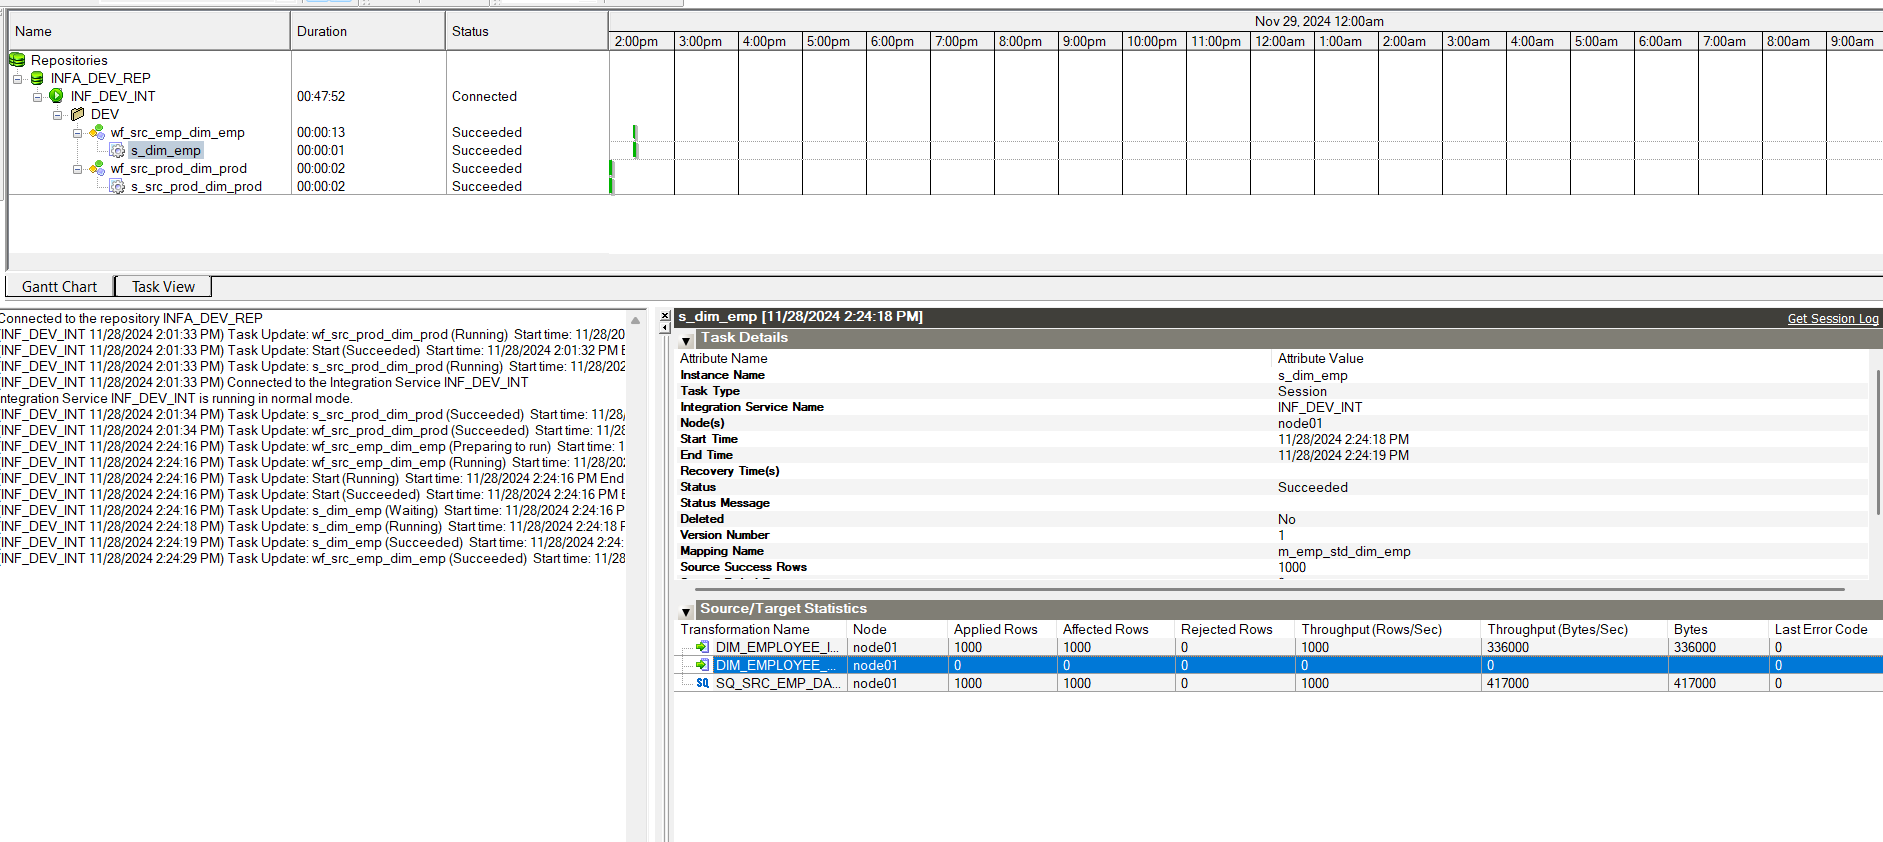 Nov 29, 2024 12:00am
Name Duration Status 2:00pm 3:00pm 4:00pm 5:00pm 6:00pm 7:00pm 8:00pm 9:00pm 10:00pm 11:00pm 12:00am 1:00am 2:00am 3:00am 4:00am 5:00am 6:00am 7:00am 8:00am 9:00am
Repositories
INFA_DEV_REP
INF_DEV_INT 00:47:52 Connected
DEV
wf_src_emp_dim_emp 00:00:13 Succeeded
s_dim_emp 00:00:01 Succeeded
wf_src_prod_dim_prod 00:00:02 Succeeded
s_src_prod_dim_prod 00:00:02 Succeeded
Gantt Chart Task View
Connected to the repository INFA_DEV_REP
INF_DEV_INT 11/28/2024 2:01:33 PM) Task Update: wf_src_prod_dim_prod (Running) Start time: 11/28/20
INF_DEV_INT 11/28/2024 2:01:33 PM) Task Update: Start (Succeeded) Start time: 11/28/2024 2:01:32 PM E
INF_DEV_INT 11/28/2024 2:01:33 PM) Task Update: s_src_prod_dim_prod (Running) Start time: 11/28/202
INF_DEV_INT 11/28/2024 2:01:33 PM) Connected to the Integration Service INF_DEV_INT
ntegration Service INF_DEV_INT is running in normal mode.
INF_DEV_INT 11/28/2024 2:01:34 PM) Task Update: s_src_prod_dim_prod (Succeeded) Start time: 11/28/
INF_DEV_INT 11/28/2024 2:01:34 PM) Task Update: wf_src_prod_dim_prod (Succeeded) Start time: 11/28
INF_DEV_INT 11/28/2024 2:24:16 PM) Task Update: wf_src_emp_dim_emp (Preparing to run) Start time: 1
INF_DEV_INT 11/28/2024 2:24:16 PM) Task Update: wf_src_emp_dim_emp (Running) Start time: 11/28/202
INF_DEV_INT 11/28/2024 2:24:16 PM) Task Update: Start (Running) Start time: 11/28/2024 2:24:16 PM End
INF_DEV_INT 11/28/2024 2:24:16 PM) Task Update: Start (Succeeded) Start time: 11/28/2024 2:24:16 PM E
INF_DEV_INT 11/28/2024 2:24:16 PM) Task Update: s_dim_emp (Waiting) Start time: 11/28/2024 2:24:16 P
INF_DEV_INT 11/28/2024 2:24:18 PM) Task Update: s_dim_emp (Running) Start time: 11/28/2024 2:24:18 F
INF_DEV_INT 11/28/2024 2:24:19 PM) Task Update: s_dim_emp (Succeeded) Start time: 11/28/2024 2:24:
INF_DEV_INT 11/28/2024 2:24:29 PM) Task Update: wf_src_emp_dim_emp (Succeeded) Start time: 11/28
s_dim_emp [11/28/2024 2:24:18 PM] Get Session Log
Task Details
Attribute Name Attribute Value
Instance Name s_dim_emp
Task Type Session
Integration Service Name INF_DEV_INT
Node(s) node01
Start Time 11/28/2024 2:24:18 PM
End Time 11/28/2024 2:24:19 PM
Recovery Time(s)
Status Succeeded
Status Message
Deleted No
Version Number 1
Mapping Name m_emp_std_dim_emp
Source Success Rows 1000
Source/Target Statistics
Transformation Name Node Applied Rows Affected Rows Rejected Rows Throughput (Rows/Sec) Throughput (Bytes/Sec) Bytes Last Error Code
DIM_EMPLOYEE_I... node01 1000 1000 0 1000 336000 336000 0
DIM_EMPLOYEE_... node01 0 0 0 0 0 0
SQ SQ_SRC_EMP_DA... node01 1000 1000 0 1000 417000 417000 0